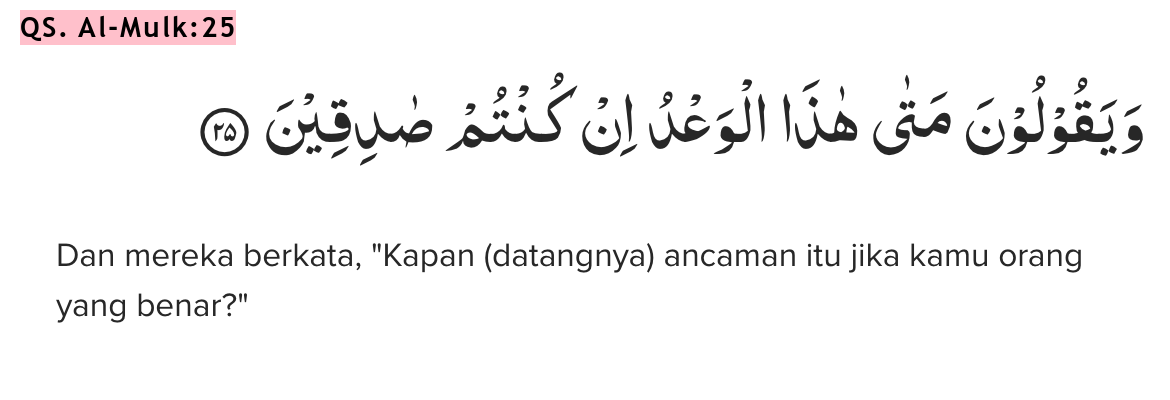 QS. Al-Mulk:25
وَيَقُوْلُوْنَ مَتٰى هٰذَا الْوَعْدُ اِنْ كُنْتُمْ صٰدِقِيْنَ ۝٢٥
Dan mereka berkata, "Kapan (datangnya) ancaman itu jika kamu orang
yang benar?"